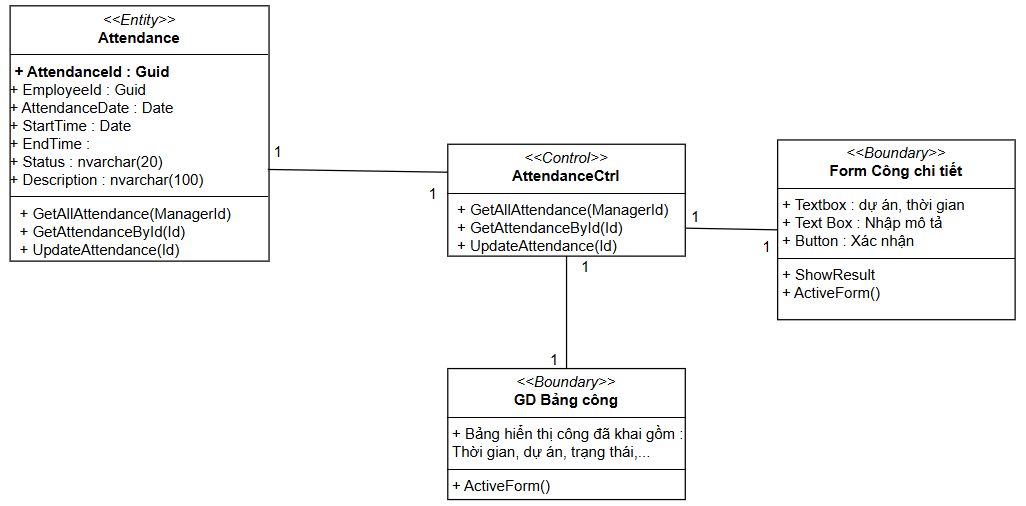 <<Entity>>
Attendance
+ AttendanceId : Guid
+ EmployeeId : Guid
+ AttendanceDate : Date
+ StartTime : Date
+ EndTime :
+ Status : nvarchar(20)
+ Description : nvarchar(100)
+ GetAllAttendance(ManagerId)
+ GetAttendanceById(Id)
+ UpdateAttendance(Id)
1
1
<<Control>>
AttendanceCtrl
+ GetAllAttendance(ManagerId)
+ GetAttendanceById(Id)
+ UpdateAttendance(Id)
1
1
<<Boundary>>
Form Công chi tiết
+ Textbox : dự án, thời gian
+ Text Box : Nhập mô tả
+ Button : Xác nhận
+ ShowResult
+ ActiveForm()
1
1
<<Boundary>>
GD Bảng công
+ Bảng hiển thị công đã khai gồm :
Thời gian, dự án, trạng thái,...
+ ActiveForm()